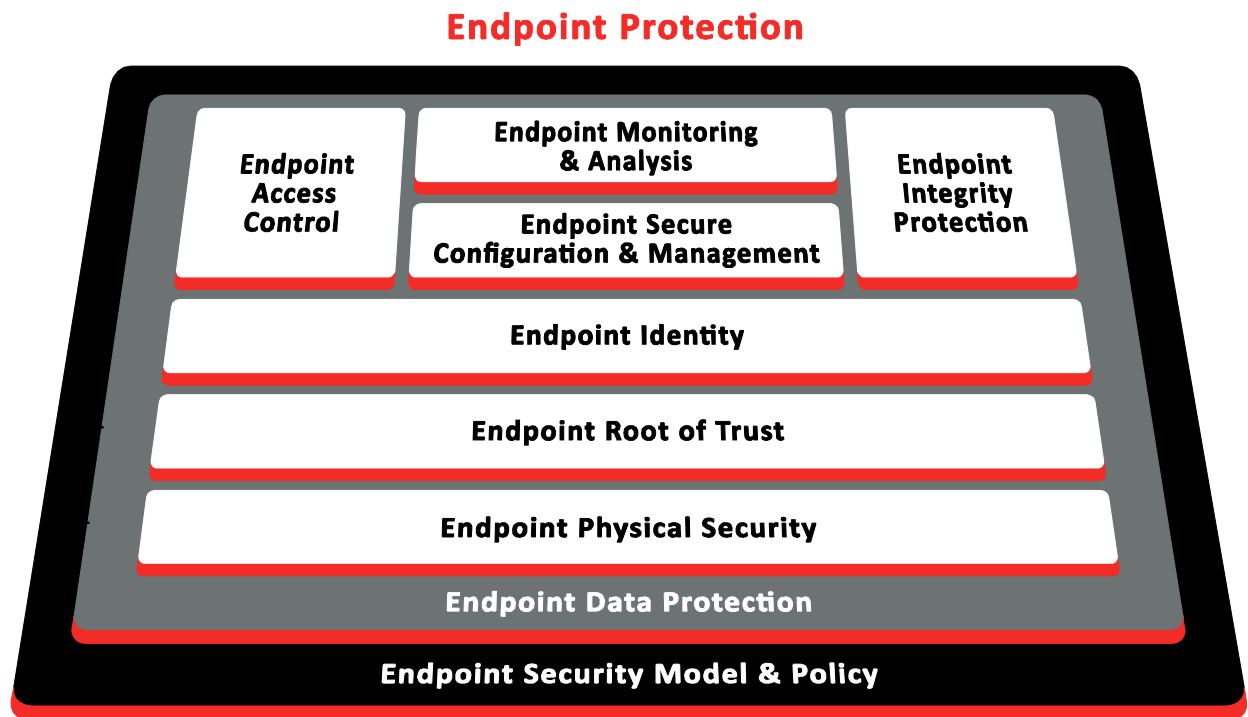 Endpoint Protection
Endpoint
Access
Control
Endpoint Monitoring
& Analysis
Endpoint Secure
Configuration & Management
Endpoint
Integrity
Protection
Endpoint Identity
Endpoint Root of Trust
Endpoint Physical Security
Endpoint Data Protection
Endpoint Security Model & Policy